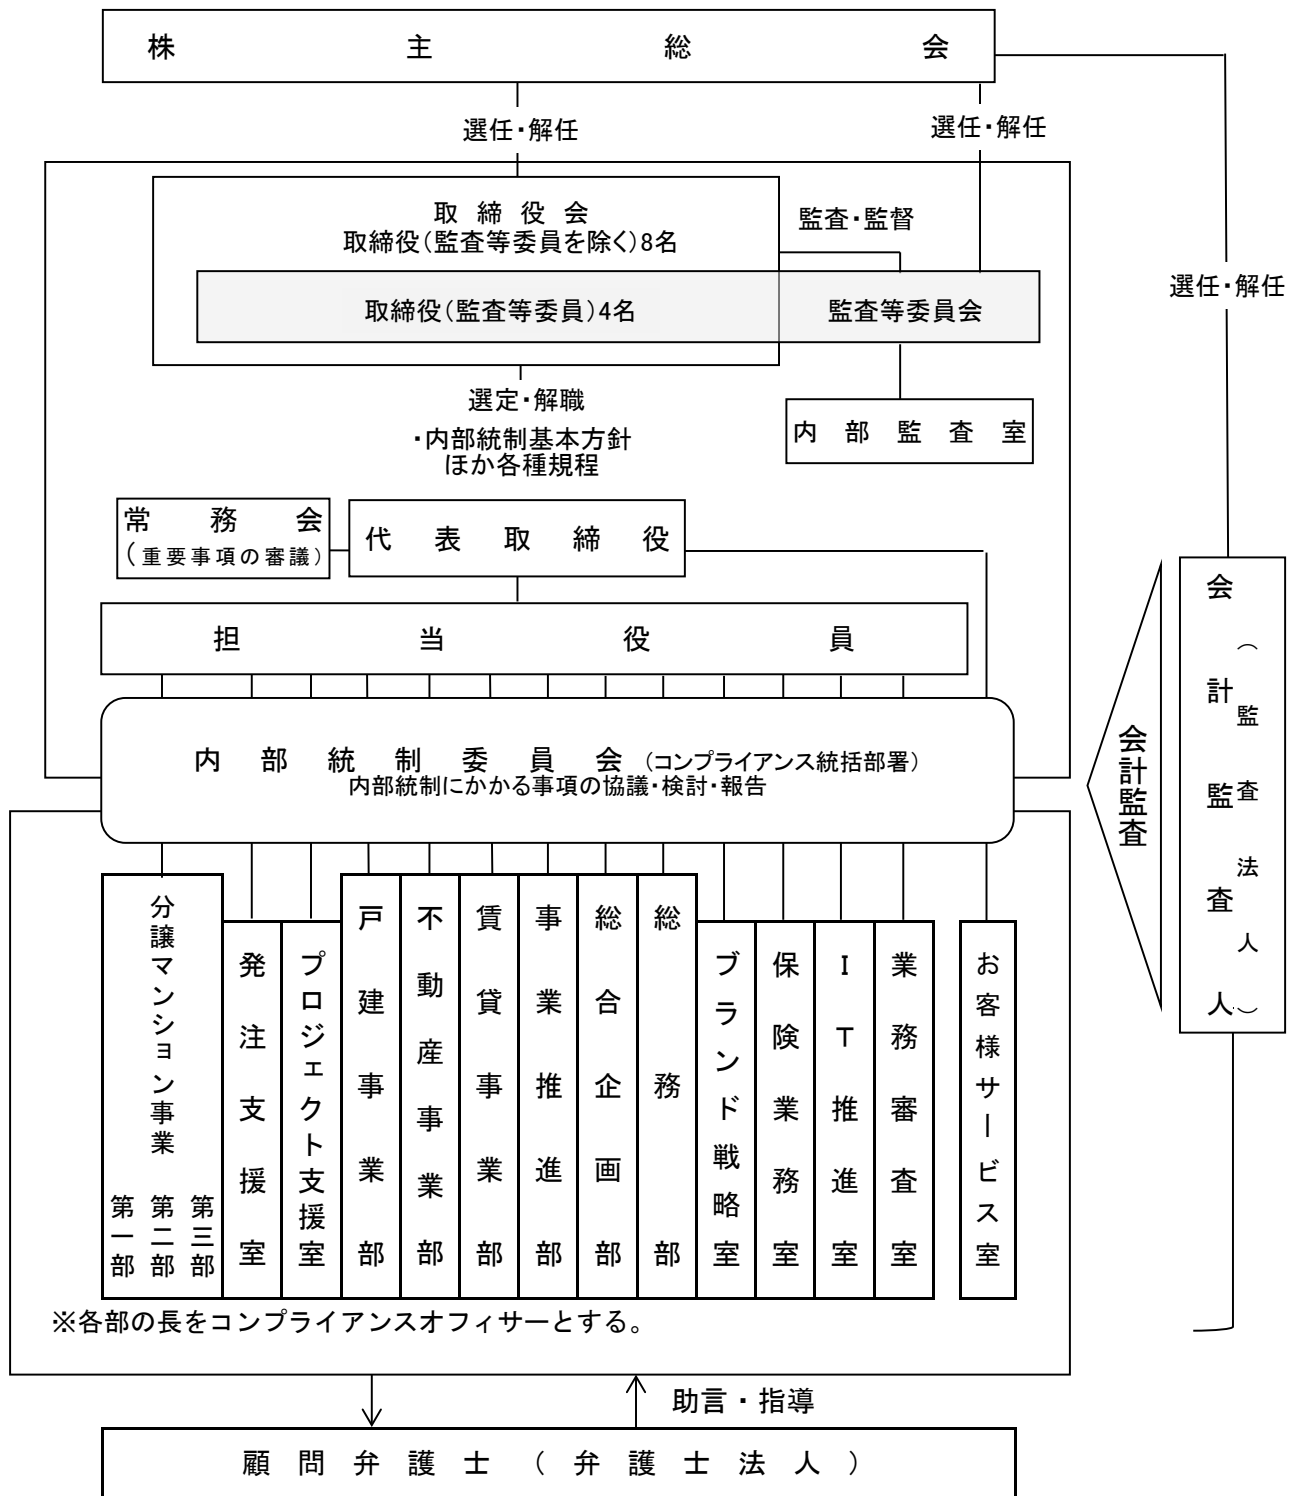 株主総会
選任・解任
選任・解任
取締役会
取締役(監査等委員を除く)8名
監査・監督
選任・解任
取締役(監査等委員)4名
監査等委員会
選定・解職
・内部統制基本方針
ほか各種規程
内部監査室
常務会
(重要事項の審議)
代表取締役
担当役員
内部統制委員会(コンプライアンス統括部署)
内部統制にかかる事項の協議・検討・報告
会計監査
会計監査人
(監査法人)
分譲マンション事業
第一部
第二部
第三部
発注支援室
プロジェクト支援室
戸建事業部
不動産事業部
賃貸事業部
事業推進部
総合企画部
総務部
ブランド戦略室
保険業務室
IT推進室
業務審査室
お客様サービス室
※各部の長をコンプライアンスオフィサーとする。
助言・指導
顧問弁護士(弁護士法人)